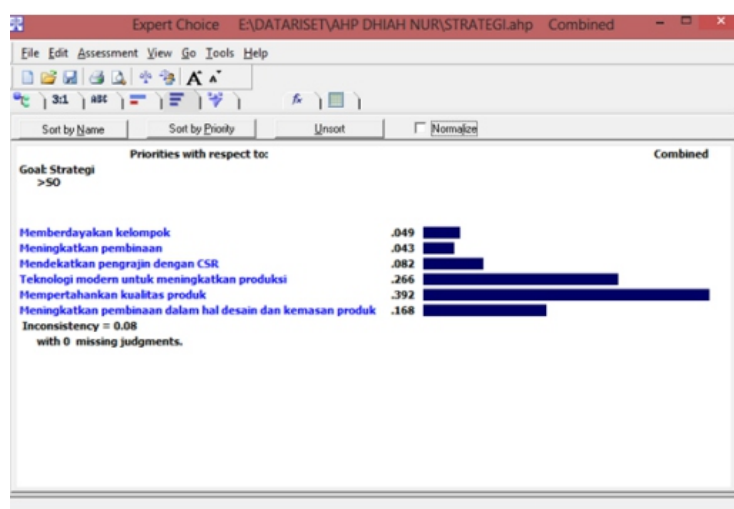 Expert Choice E:\DATARISET\AHP DHIAH NUR\STRATEGI.ahp Combined
File Edit Assessment View Go Tools Help
3:1 ABC
Sort by Name Sort by Priority Unsort Normalize
Priorities with respect to: Combined
Goal: Strategi
>SO
Memberdayakan kelompok .049
Meningkatkan pembinaan .043
Mendekatkan pengrajin dengan CSR .082
Teknologi modern untuk meningkatkan produksi .266
Mempertahankan kualitas produk .392
Meningkatkan pembinaan dalam hal desain dan kemasan produk .168
Inconsistency = 0.08
with 0 missing judgments.